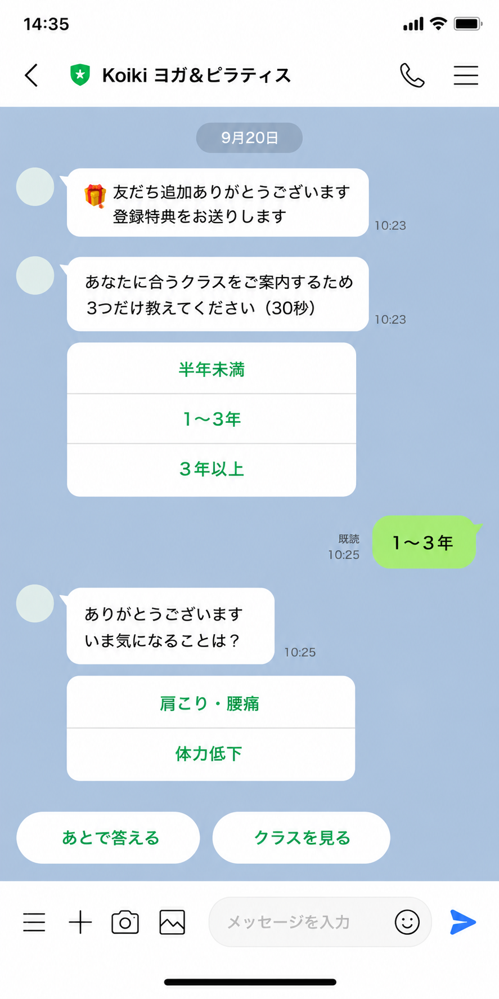 14:35
Koiki ヨガ＆ピラティス
9月20日
友だち追加ありがとうございます
登録特典をお送りします
10:23
あなたに合うクラスをご案内するため
3つだけ教えてください（30秒）
10:23
半年未満
1〜3年
3年以上
既読
10:25
1〜3年
ありがとうございます
いま気になることは？
10:25
肩こり・腰痛
体力低下
あとで答える
クラスを見る
メッセージを入力